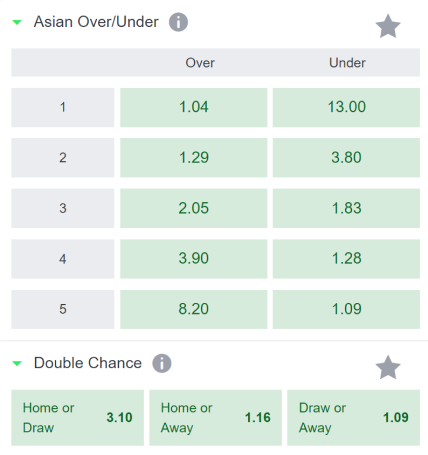 Asian Over/Under i
Over Under
1 1.04 13.00
2 1.29 3.80
3 2.05 1.83
4 3.90 1.28
5 8.20 1.09
Double Chance i
Home or Draw 3.10 Home or Away 1.16 Draw or Away 1.09